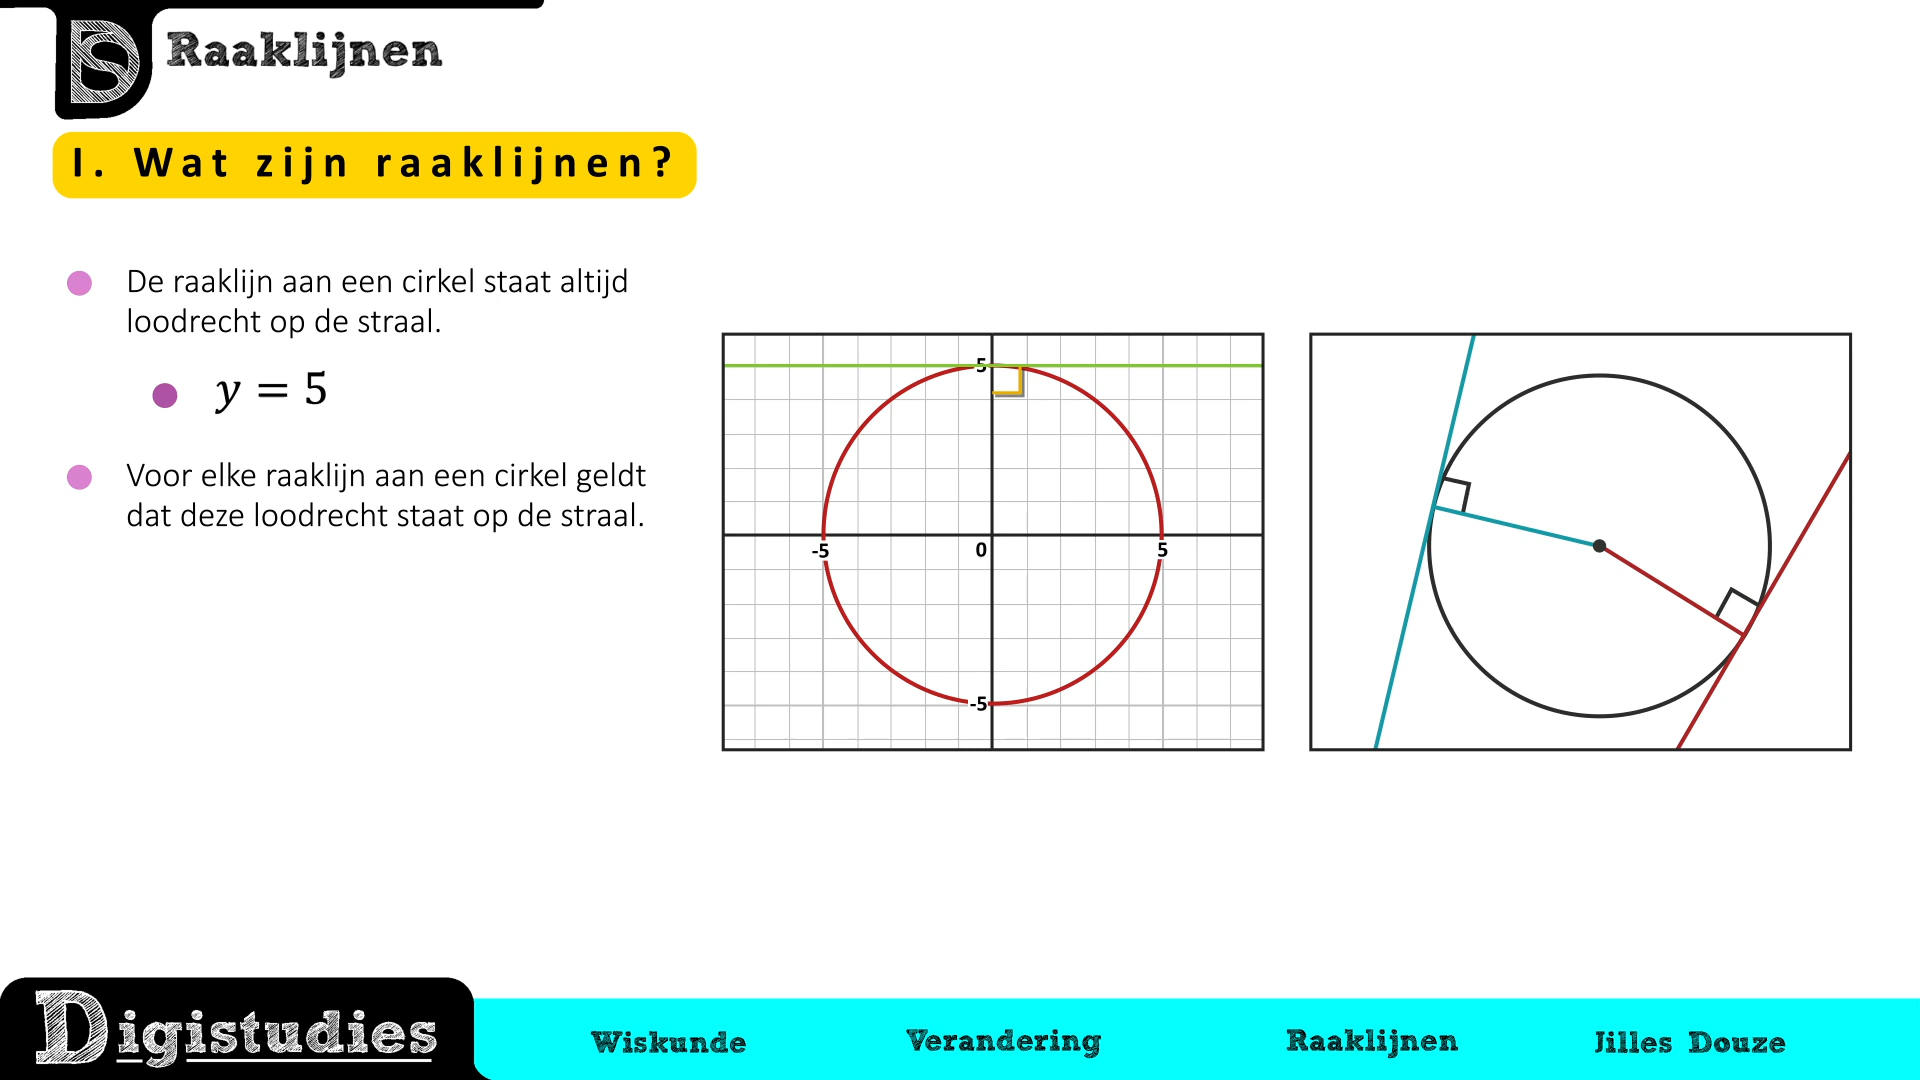 DS
Raaklijnen
I. Wat zijn raaklijnen?
De raaklijn aan een cirkel staat altijd
loodrecht op de straal.
y = 5
Voor elke raaklijn aan een cirkel geldt
dat deze loodrecht staat op de straal.
5
-5
0
5
-5
Digistudies
Wiskunde
Verandering
Raaklijnen
Jilles Douze